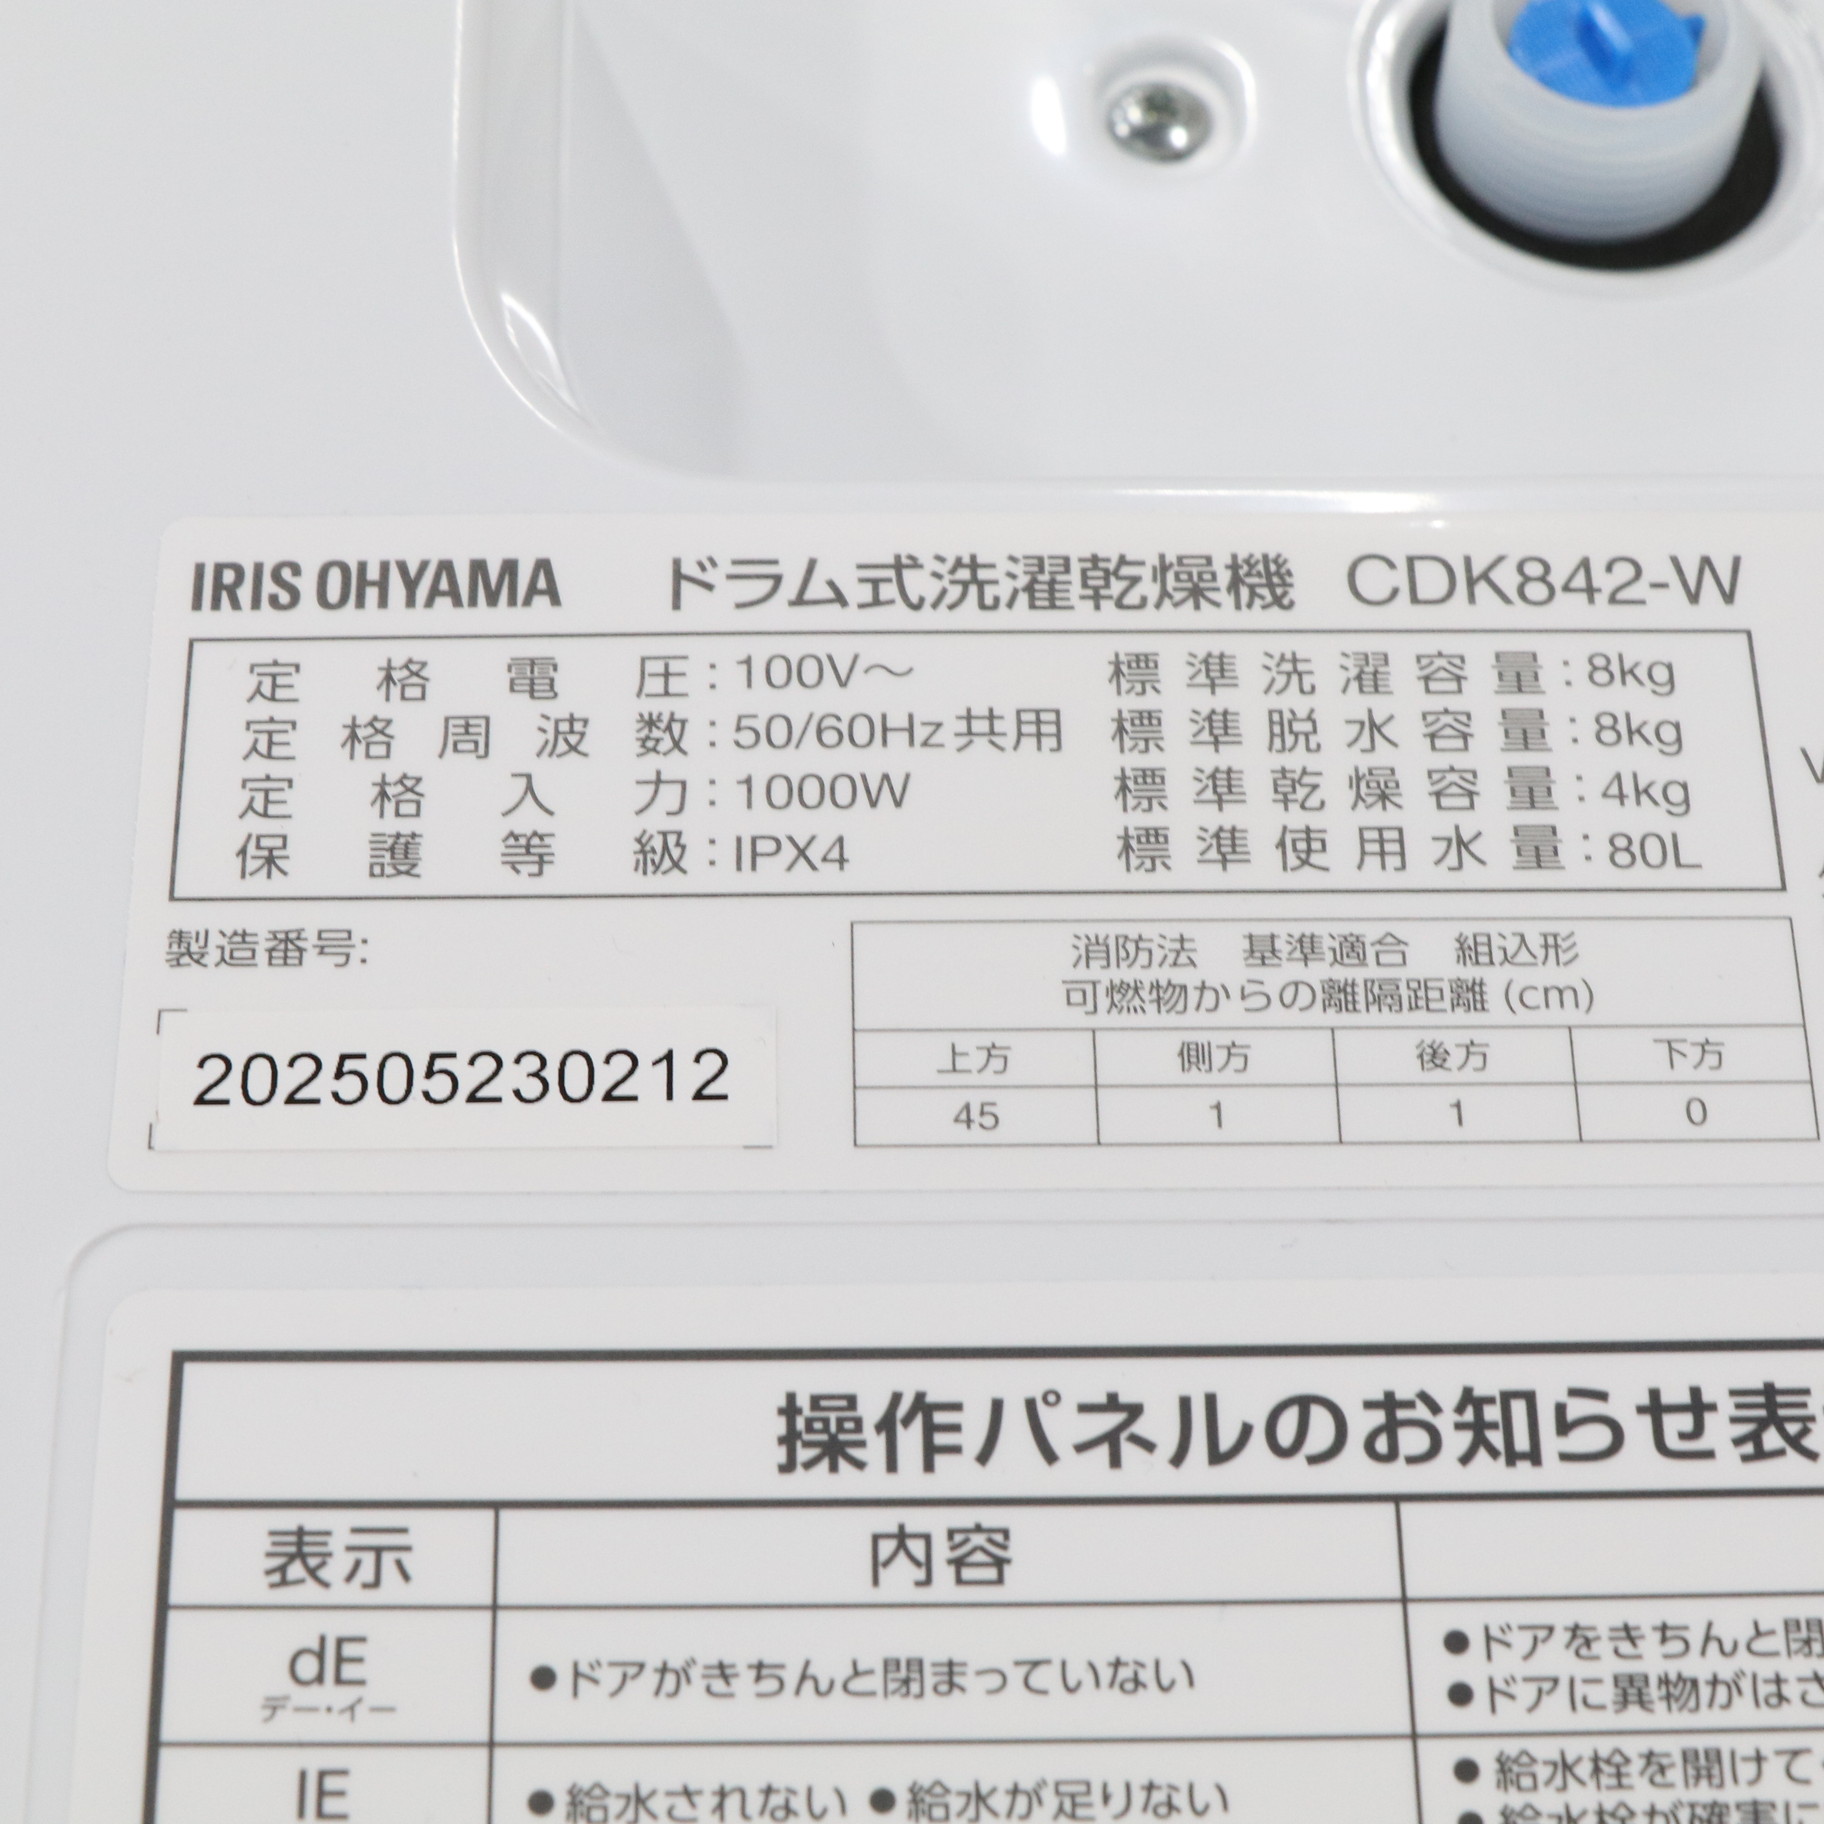 IRIS OHYAMA ドラム式洗濯乾燥機 CDK842-W
定格電圧:100V～ 標準洗濯容量:8kg
定格周波数:50/60Hz共用 標準脱水容量:8kg
定格入力:1000W 標準乾燥容量:4kg
保護等級:IPX4 標準使用水量:80L
製造番号:
202505230212
消防法 基準適合 組込形
可燃物からの離隔距離(cm)
上方 側方 後方 下方
45 1 1 0
操作パネルのお知らせ表
表示 内容
dE
デー・イー
●ドアがきちんと閉まっていない
●ドアをきちんと閉
●ドアに異物がはさ
IE
●給水されない ●給水が足りない
●給水栓を開けて
●給水栓が確実に